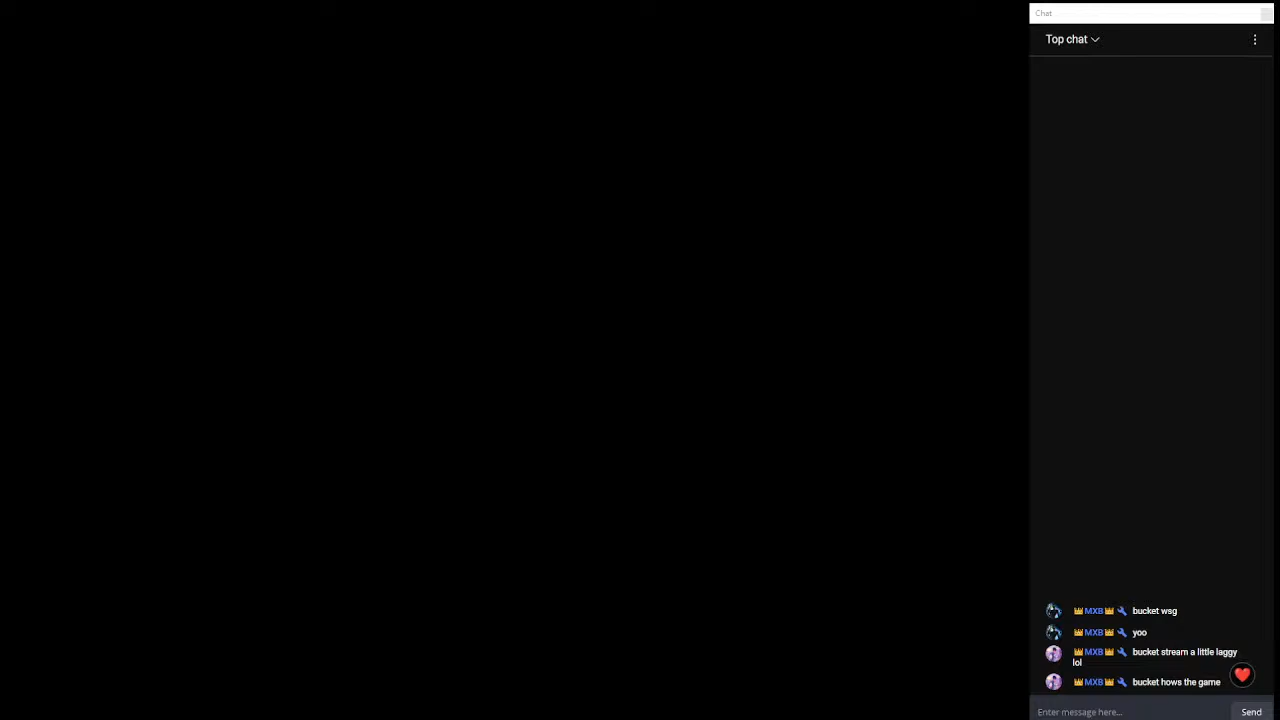 Chat
Top chat
👑MXB👑 bucket wsg
👑MXB👑 yoo
👑MXB👑 bucket stream a little laggy
lol
👑MXB👑 bucket hows the game
Enter message here...
Send